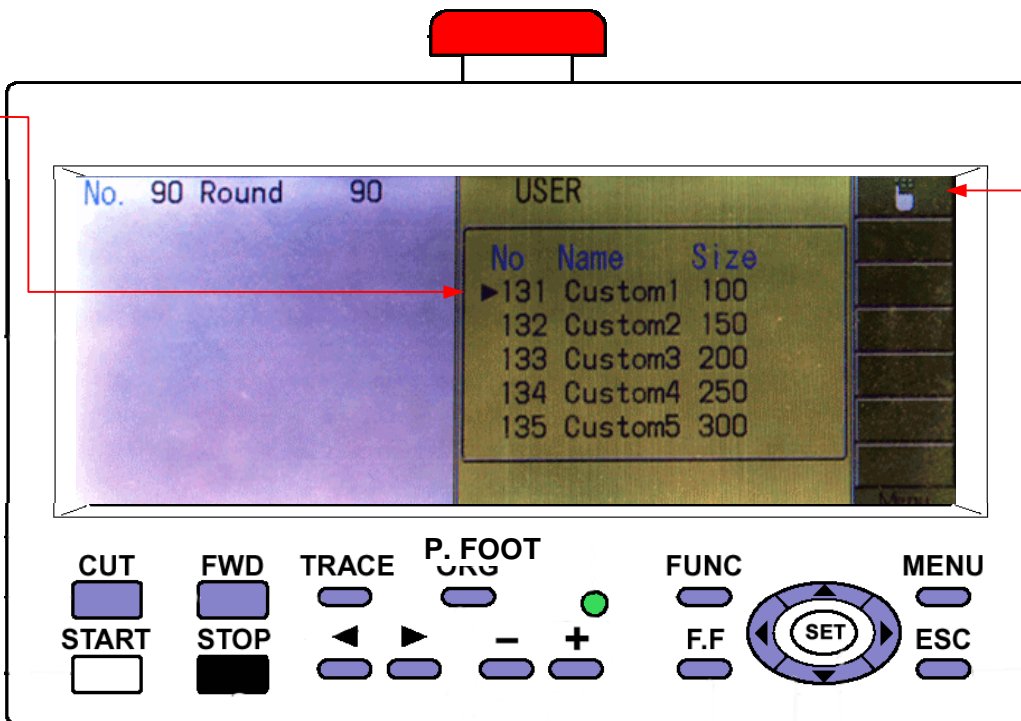 No. 90 Round 90
USER
No Name Size
▶131 Custom1 100
132 Custom2 150
133 Custom3 200
134 Custom4 250
135 Custom5 300
Menu
CUT FWD TRACE P. FOOT FUNC MENU
START STOP – + F.F SET ESC